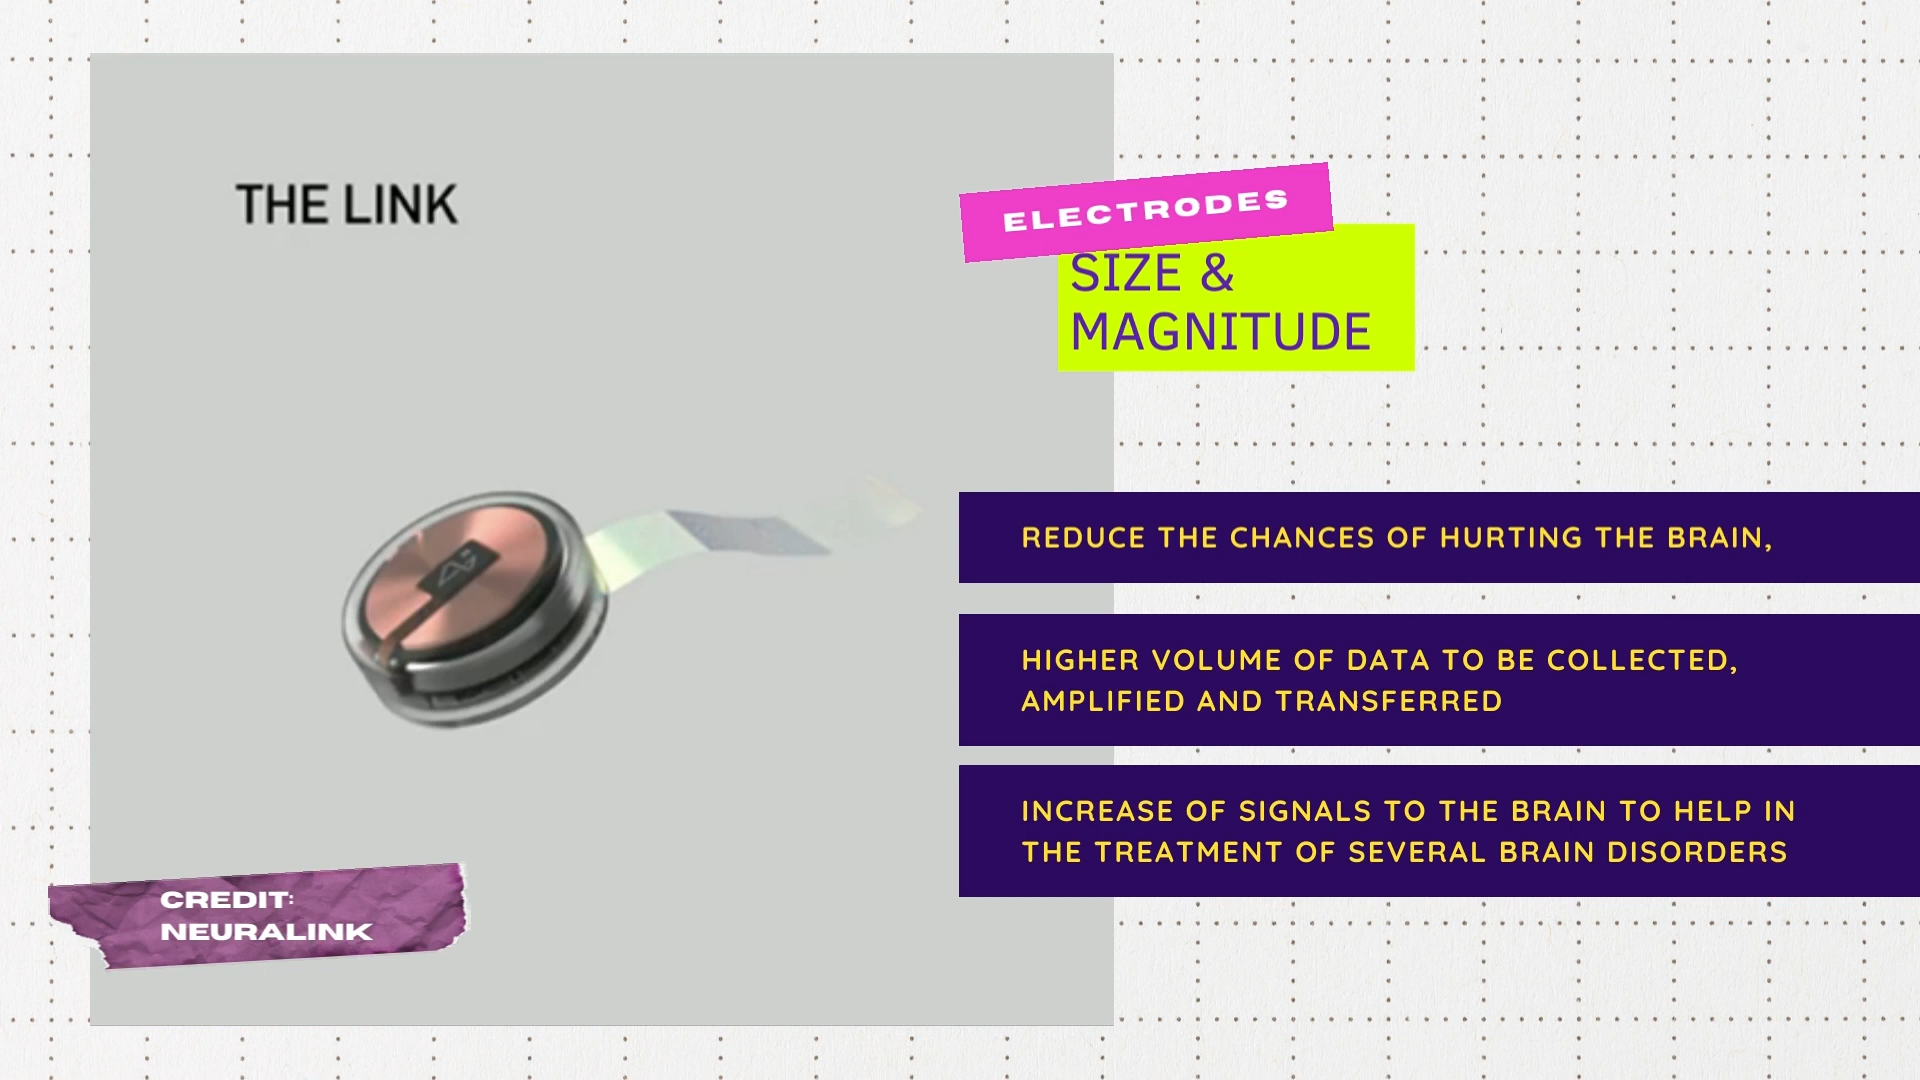 THE LINK
ELECTRODES
SIZE &
MAGNITUDE
REDUCE THE CHANCES OF HURTING THE BRAIN,
HIGHER VOLUME OF DATA TO BE COLLECTED,
AMPLIFIED AND TRANSFERRED
INCREASE OF SIGNALS TO THE BRAIN TO HELP IN
THE TREATMENT OF SEVERAL BRAIN DISORDERS
CREDIT:
NEURALINK